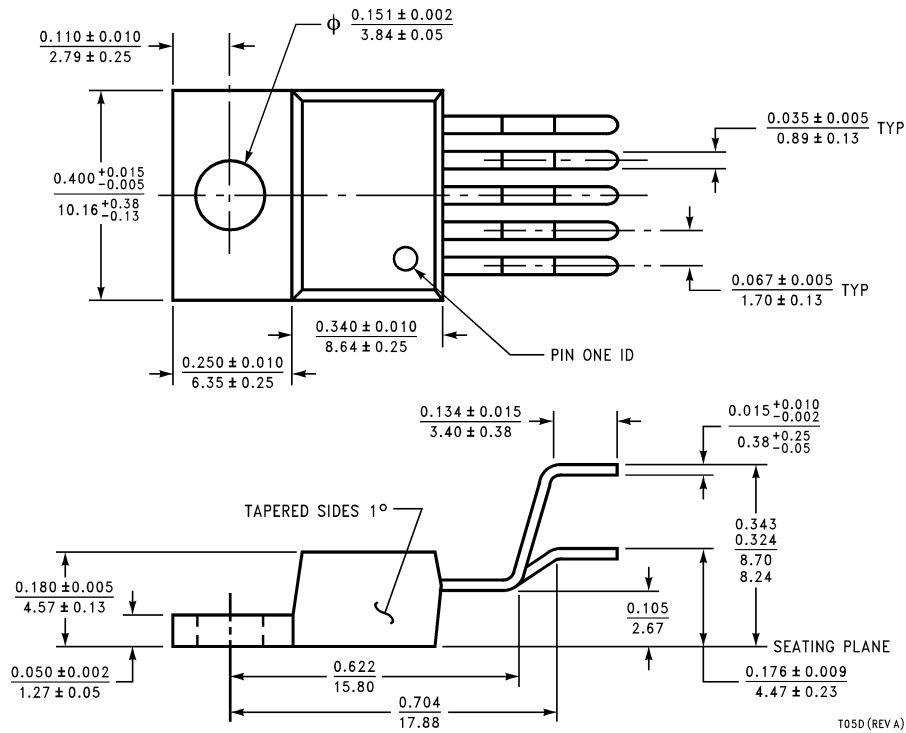 ϕ 0.151 ± 0.002
3.84 ± 0.05
0.110 ± 0.010
2.79 ± 0.25
0.035 ± 0.005
0.89 ± 0.13
TYP
0.400 +0.015 -0.005
10.16 +0.38 -0.13
0.067 ± 0.005
1.70 ± 0.13
TYP
0.340 ± 0.010
8.64 ± 0.25
PIN ONE ID
0.250 ± 0.010
6.35 ± 0.25
0.134 ± 0.015
3.40 ± 0.38
0.015 +0.010 -0.002
0.38 +0.25 -0.05
TAPERED SIDES 1°
0.343
0.324
8.70
8.24
0.180 ± 0.005
4.57 ± 0.13
0.105
2.67
SEATING PLANE
0.050 ± 0.002
1.27 ± 0.05
0.622
15.80
0.176 ± 0.009
4.47 ± 0.23
0.704
17.88
T05D (REV A)